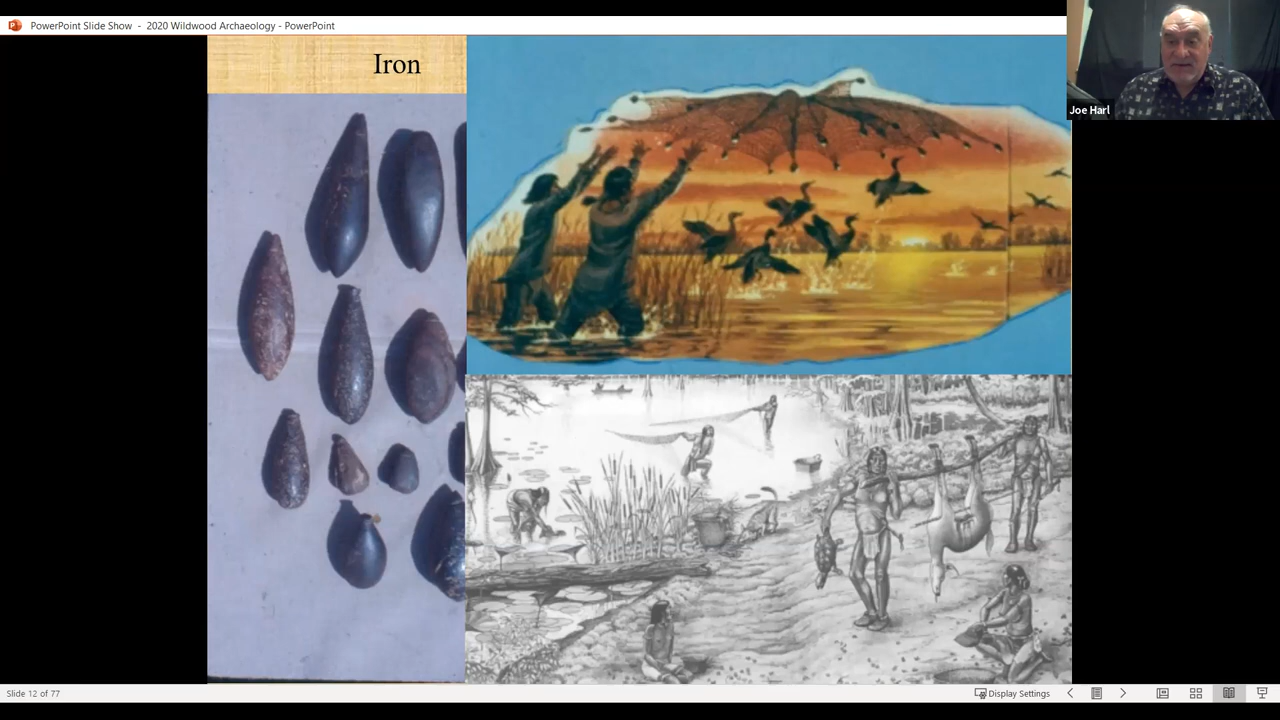 PowerPoint Slide Show - 2020 Wildwood Archaeology - PowerPoint
Iron
Joe Harl
Slide 12 of 77
Display Settings